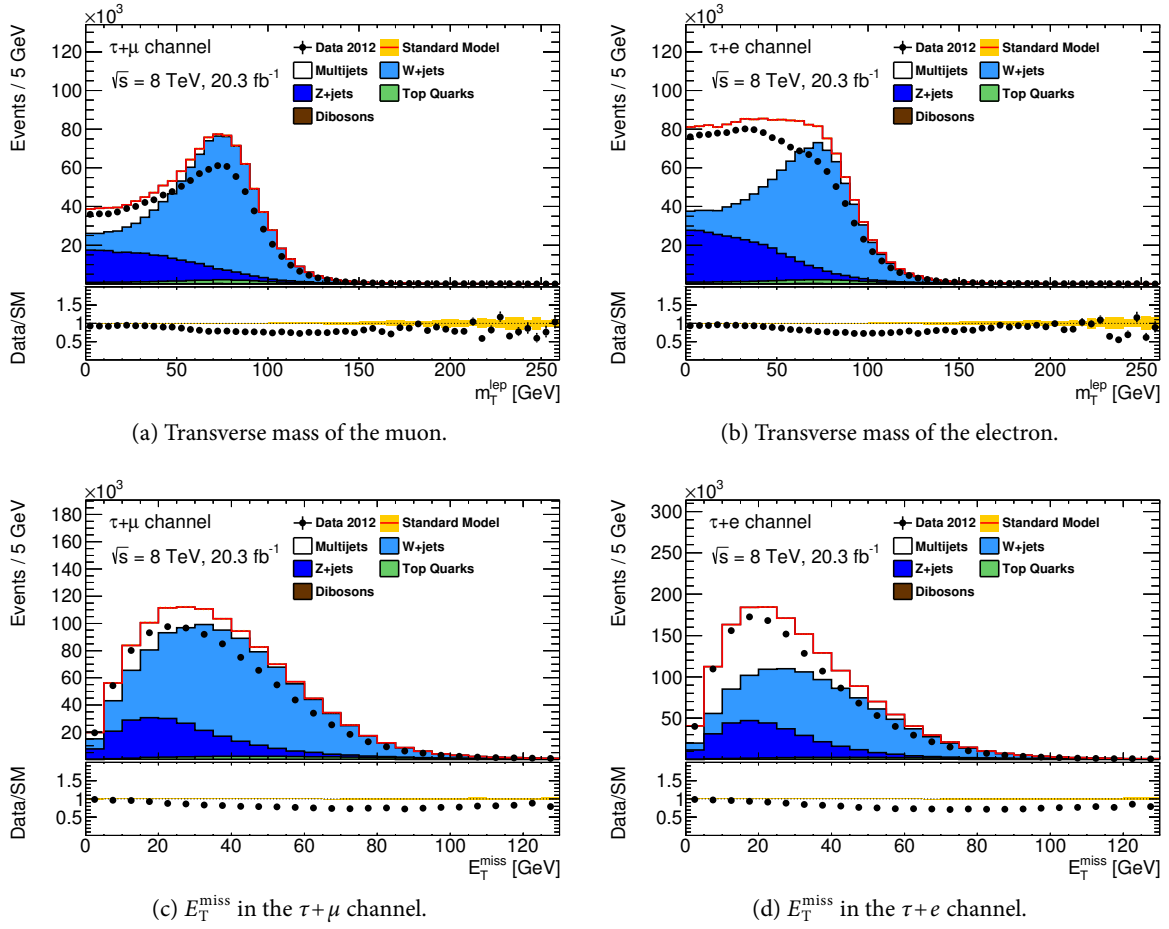 ×10³
Events / 5 GeV
120
100
80
60
40
20
τ+μ channel
√s = 8 TeV, 20.3 fb⁻¹
Data 2012
Standard Model
Multijets
W+jets
Z+jets
Top Quarks
Dibosons
Data/SM
1.5
1
0.5
0 50 100 150 200 250
m_T^lep [GeV]
(a) Transverse mass of the muon.
×10³
Events / 5 GeV
120
100
80
60
40
20
τ+e channel
√s = 8 TeV, 20.3 fb⁻¹
Data 2012
Standard Model
Multijets
W+jets
Z+jets
Top Quarks
Dibosons
Data/SM
1.5
1
0.5
0 50 100 150 200 250
m_T^lep [GeV]
(b) Transverse mass of the electron.
×10³
Events / 5 GeV
180
160
140
120
100
80
60
40
20
τ+μ channel
√s = 8 TeV, 20.3 fb⁻¹
Data 2012
Standard Model
Multijets
W+jets
Z+jets
Top Quarks
Dibosons
Data/SM
1.5
1
0.5
0 20 40 60 80 100 120
E_T^miss [GeV]
(c) E_T^miss in the τ+μ channel.
×10³
Events / 5 GeV
300
250
200
150
100
50
τ+e channel
√s = 8 TeV, 20.3 fb⁻¹
Data 2012
Standard Model
Multijets
W+jets
Z+jets
Top Quarks
Dibosons
Data/SM
1.5
1
0.5
0 20 40 60 80 100 120
E_T^miss [GeV]
(d) E_T^miss in the τ+e channel.